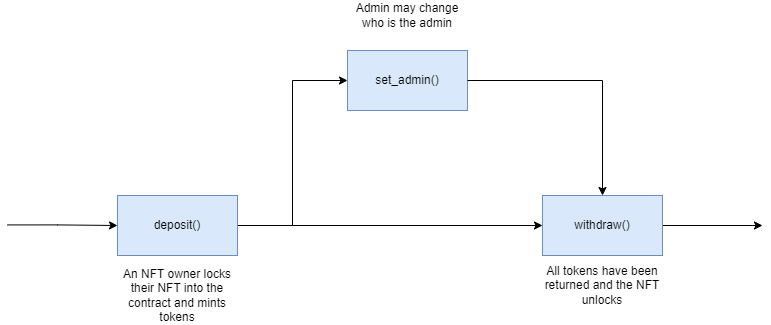 Admin may change
who is the admin
set_admin()
deposit()
withdraw()
An NFT owner locks
their NFT into the
contract and mints
tokens
All tokens have been
returned and the NFT
unlocks